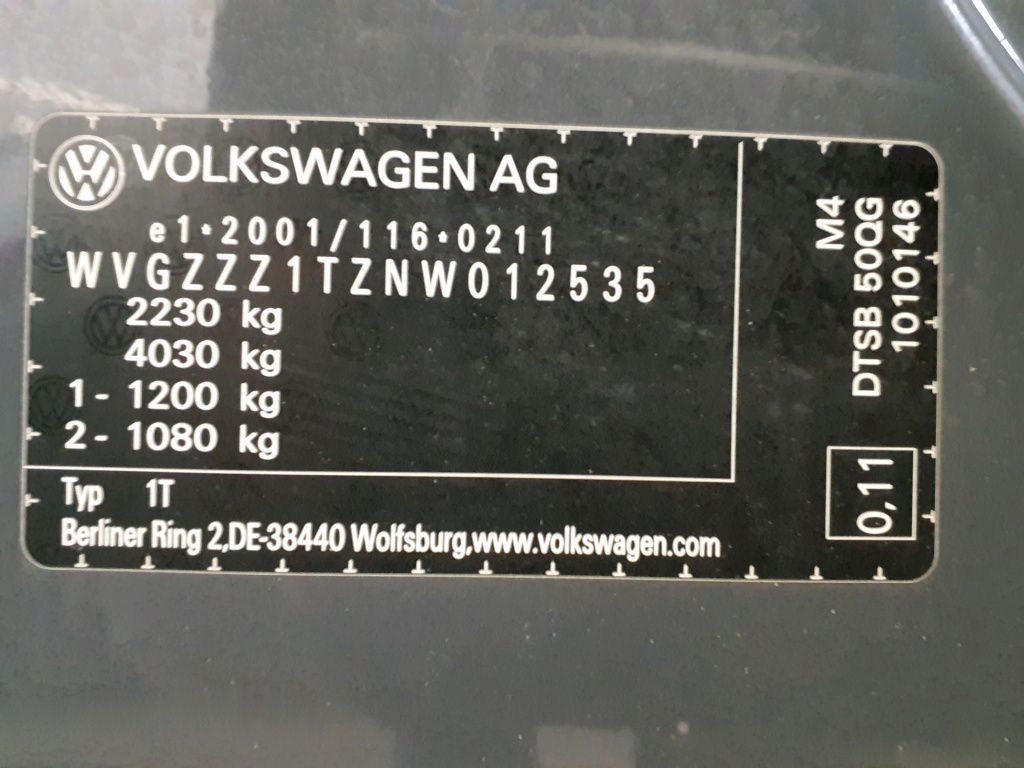 VOLKSWAGEN AG
e1*2001/116*0211
WVGZZZ1TZNW012535
2230 kg
4030 kg
1- 1200 kg
2- 1080 kg
Typ 1T
Berliner Ring 2,DE-38440 Wolfsburg,www.volkswagen.com
M4
DTSB 50QG
1010146
0,11